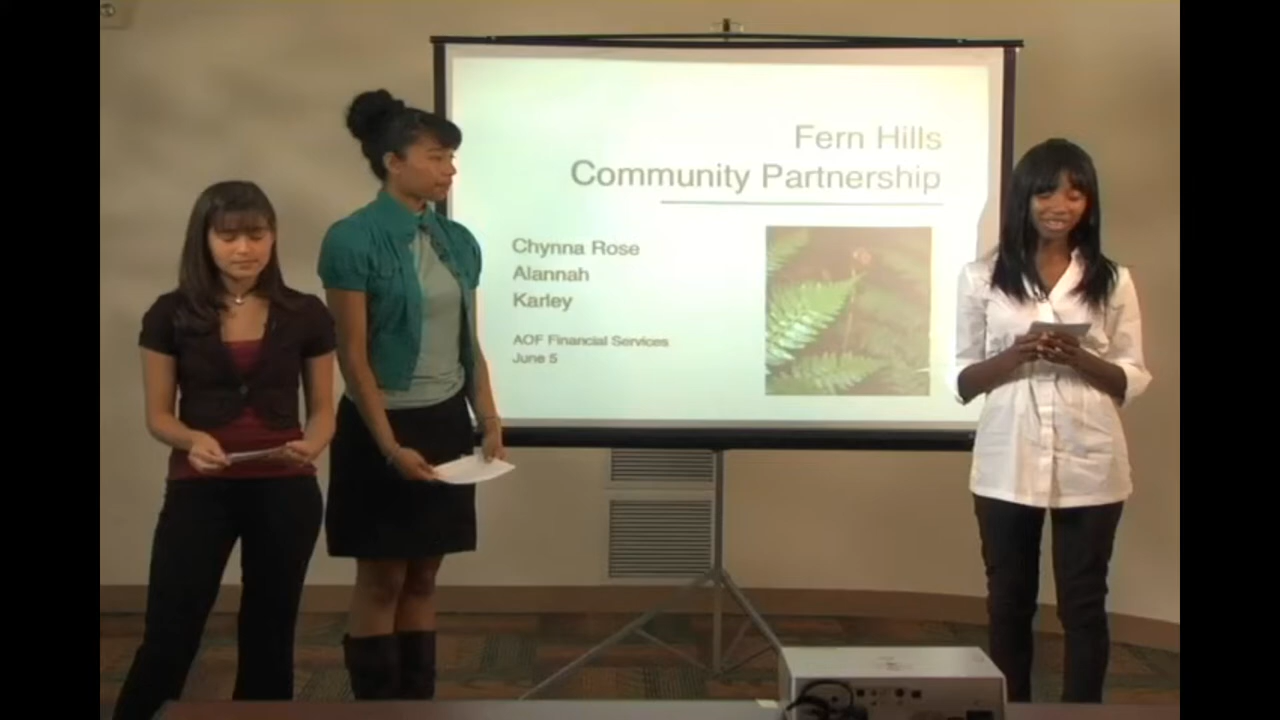 Fern Hills
Community Partnership
Chynna Rose
Alannah
Karley
AOF Financial Services
June 5